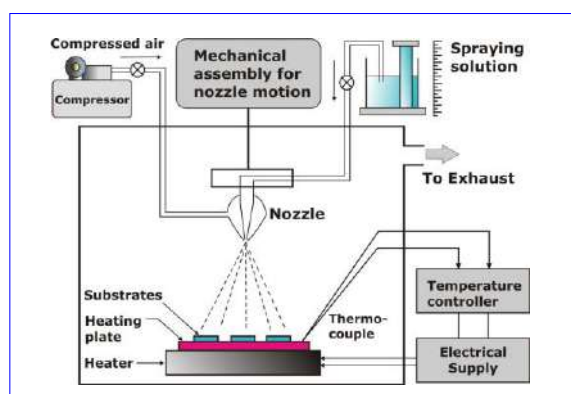 Compressed air
Compressor
Mechanical
assembly for
nozzle motion
Spraying
solution
To Exhaust
Nozzle
Substrates
Heating
plate
Heater
Thermo-
couple
Temperature
controller
Electrical
Supply